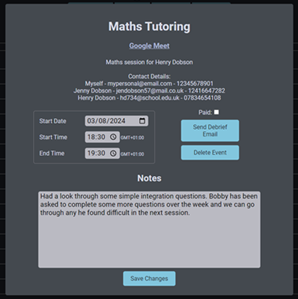 Maths Tutoring
Google Meet
Maths session for Henry Dobson
Contact Details:
Myself - mypersonal@email.com - 12345678901
Jenny Dobson - jendobson57@mail.co.uk - 12416647282
Henry Dobson - hd734@school.edu.uk - 07834654108
Start Date 03/08/2024
Start Time 18:30 GMT+01:00
End Time 19:30 GMT+01:00
Paid:
Send Debrief
Email
Delete Event
Notes
Had a look through some simple integration questions. Bobby has been
asked to complete some more questions over the week and we can go
through any he found difficult in the next session.
Save Changes